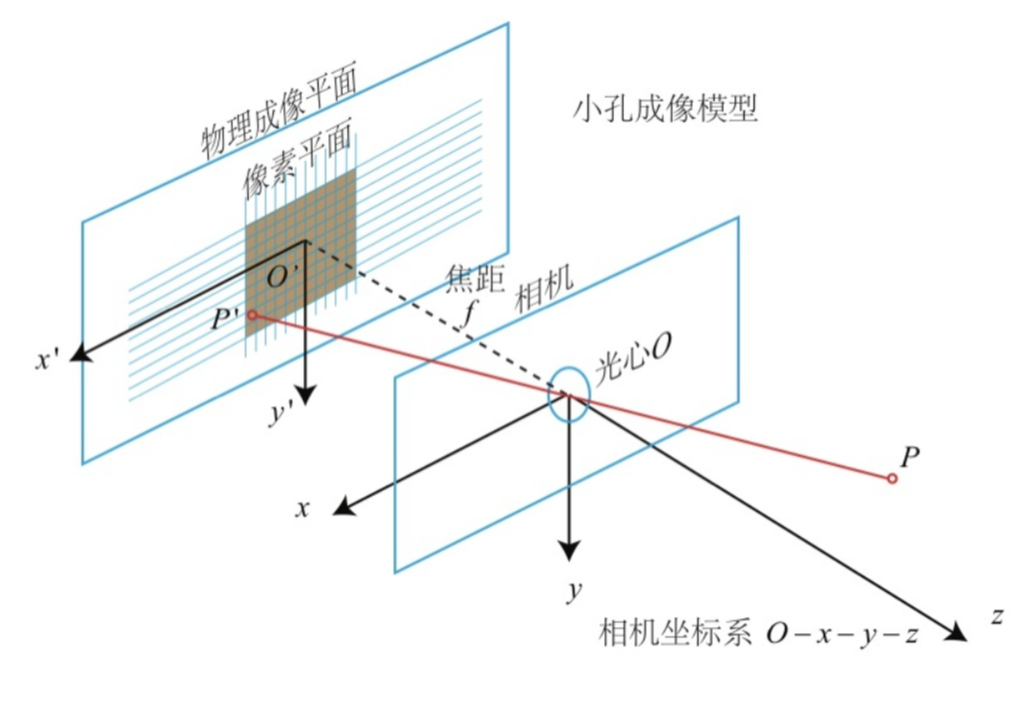 小孔成像模型
物理成像平面
像素平面
O'
P'
x'
y'
焦距
f
相机
光心O
P
x
y
z
相机坐标系 O－x－y－z